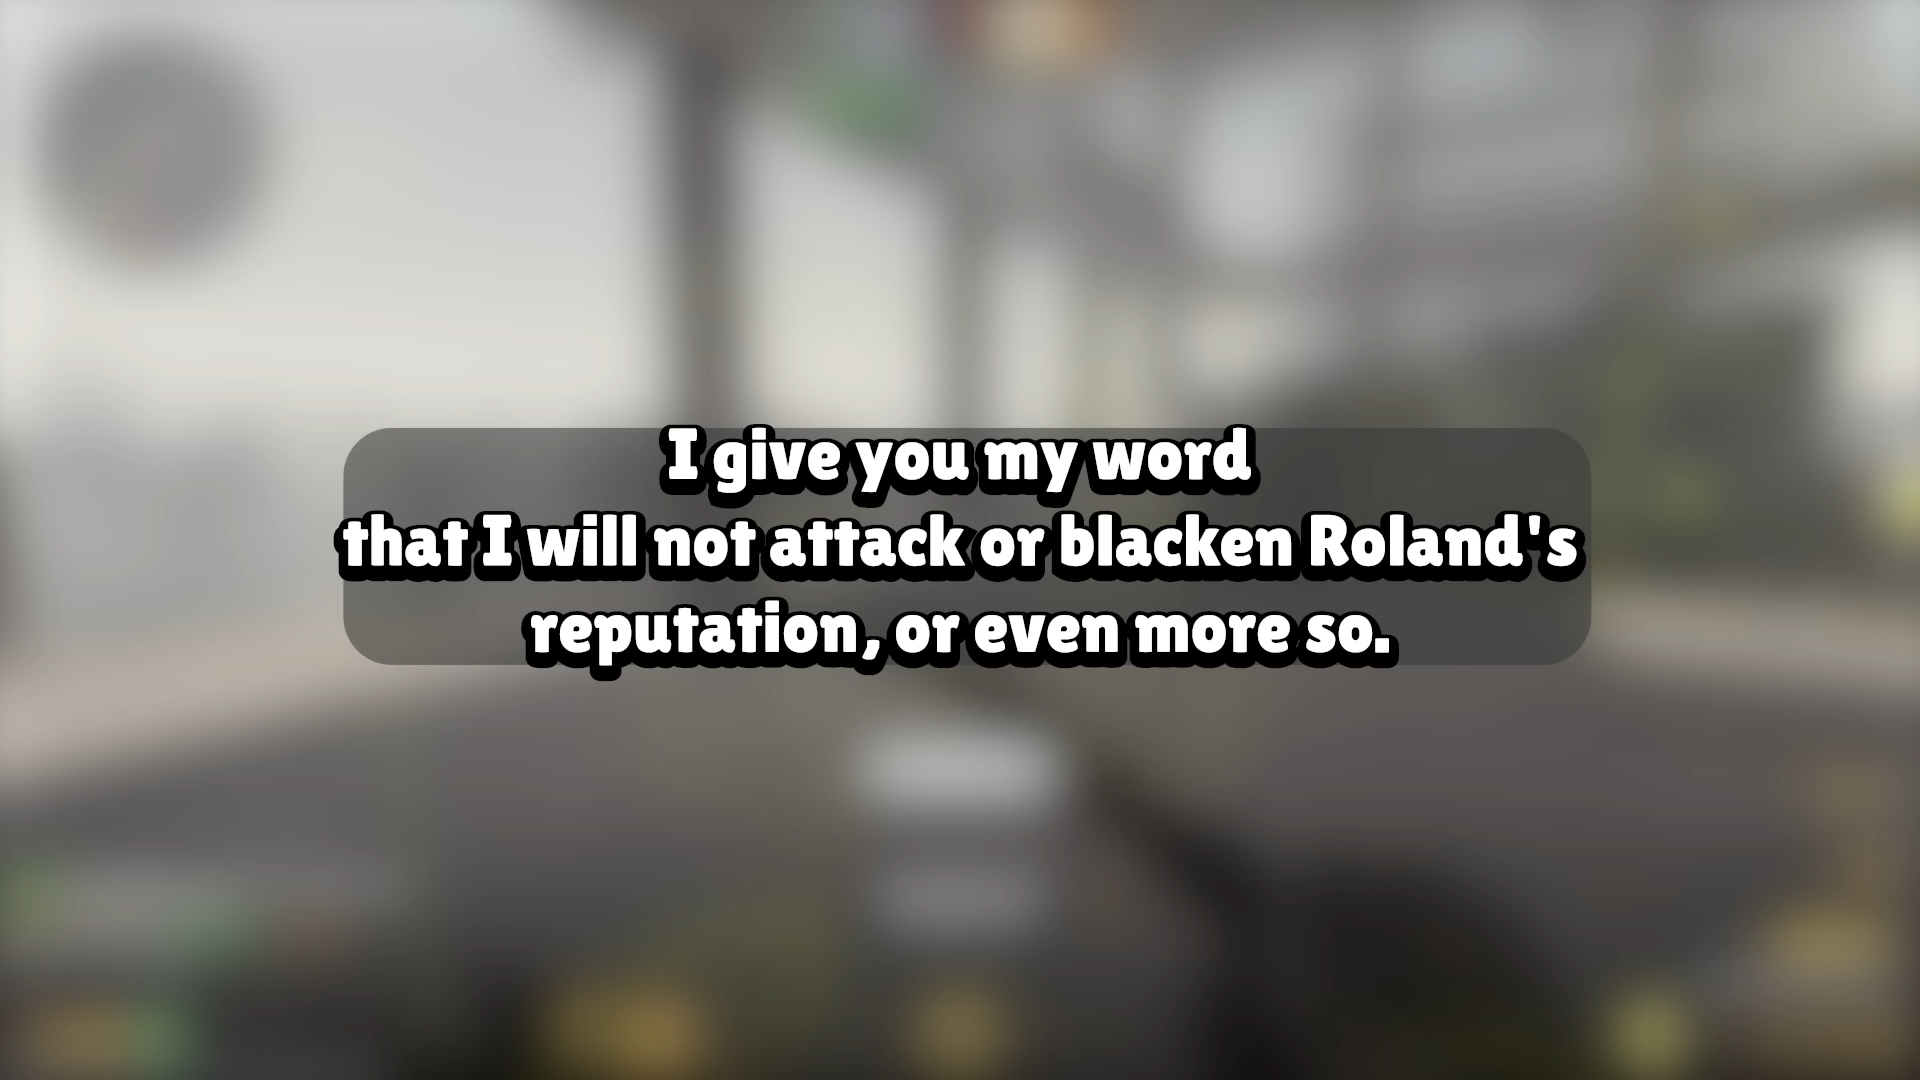 I give you my word
that I will not attack or blacken Roland's
reputation, or even more so.